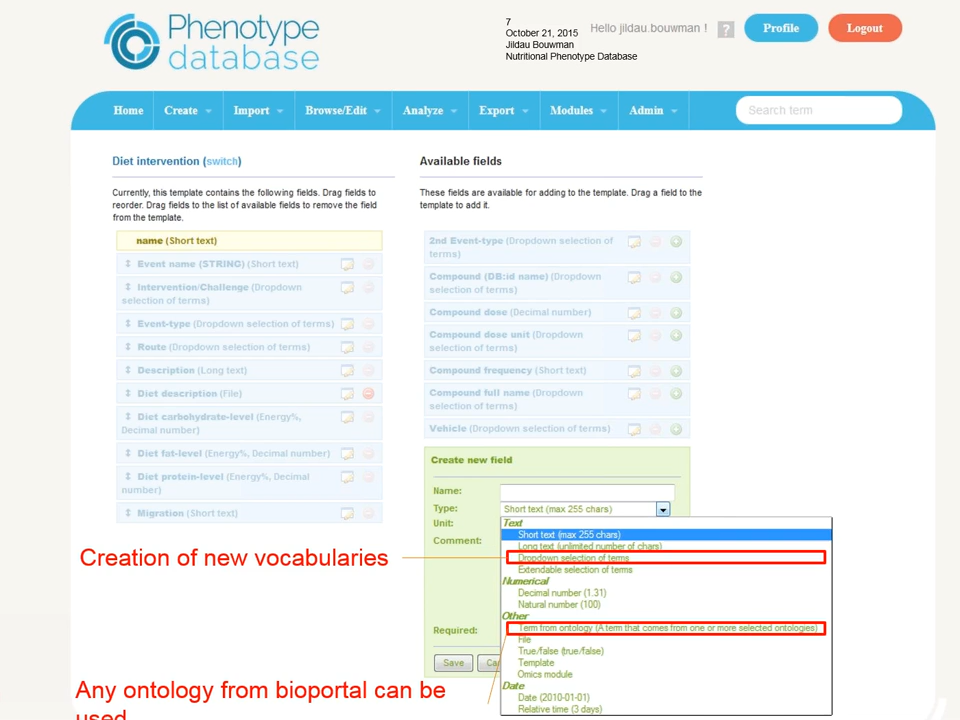 Phenotype
database
7
October 21, 2015
Jildau Bouwman
Nutritional Phenotype Database
Hello jildau.bouwman !
?
Profile
Logout
Home
Create
Import
Browse/Edit
Analyze
Export
Modules
Admin
Search term
Diet intervention (switch)
Currently, this template contains the following fields. Drag fields to
reorder. Drag fields to the list of available fields to remove the field
from the template.
name (Short text)
Event name (STRING) (Short text)
Intervention/Challenge (Dropdown
selection of terms)
Event-type (Dropdown selection of terms)
Route (Dropdown selection of terms)
Description (Long text)
Diet description (File)
Diet carbohydrate-level (Energy%,
Decimal number)
Diet fat-level (Energy%, Decimal number)
Diet protein-level (Energy%, Decimal
number)
Migration (Short text)
Available fields
These fields are available for adding to the template. Drag a field to the
template to add it.
2nd Event-type (Dropdown selection of
terms)
Compound (DB:id name) (Dropdown
selection of terms)
Compound dose (Decimal number)
Compound dose unit (Dropdown
selection of terms)
Compound frequency (Short text)
Compound full name (Dropdown
selection of terms)
Vehicle (Dropdown selection of terms)
Create new field
Name:
Type:
Short text (max 255 chars)
Unit:
Comment:
Required:
Save
Text
Short text (max 255 chars)
Long text (unlimited number of chars)
Dropdown selection of terms
Extendable selection of terms
Numerical
Decimal number (1.31)
Natural number (100)
Other
Term from ontology (A term that comes from one or more selected ontologies)
File
True/false (true/false)
Template
Omics module
Date
Date (2010-01-01)
Relative time (3 days)
Creation of new vocabularies
Any ontology from bioportal can be
used